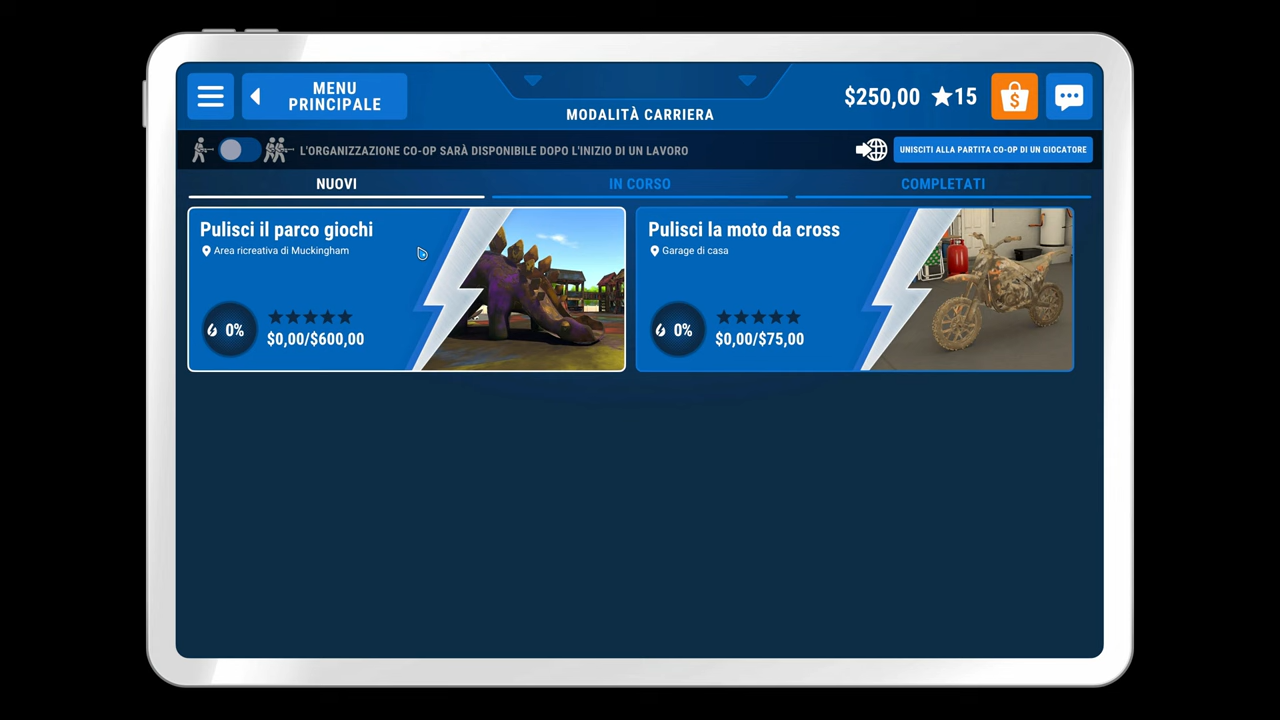 MENU
PRINCIPALE
MODALITÀ CARRIERA
$250,00 ★15
L'ORGANIZZAZIONE CO-OP SARÀ DISPONIBILE DOPO L'INIZIO DI UN LAVORO
UNISCITI ALLA PARTITA CO-OP DI UN GIOCATORE
NUOVI
IN CORSO
COMPLETATI
Pulisci il parco giochi
Area ricreativa di Muckingham
0%
$0,00/$600,00
Pulisci la moto da cross
Garage di casa
0%
$0,00/$75,00